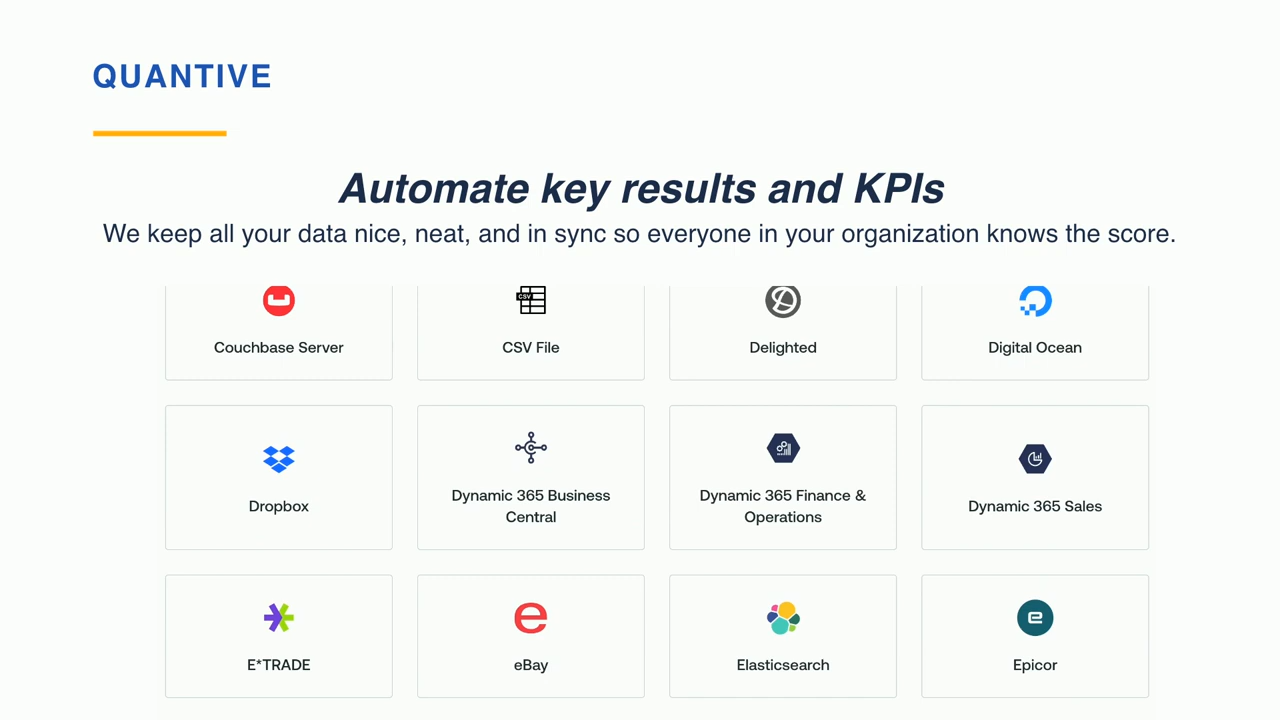 QUANTIVE
Automate key results and KPIs
We keep all your data nice, neat, and in sync so everyone in your organization knows the score.
CSV
Couchbase Server
CSV File
Delighted
Digital Ocean
Dropbox
Dynamic 365 Business
Central
Dynamic 365 Finance &
Operations
Dynamic 365 Sales
e
e
E*TRADE
eBay
Elasticsearch
Epicor